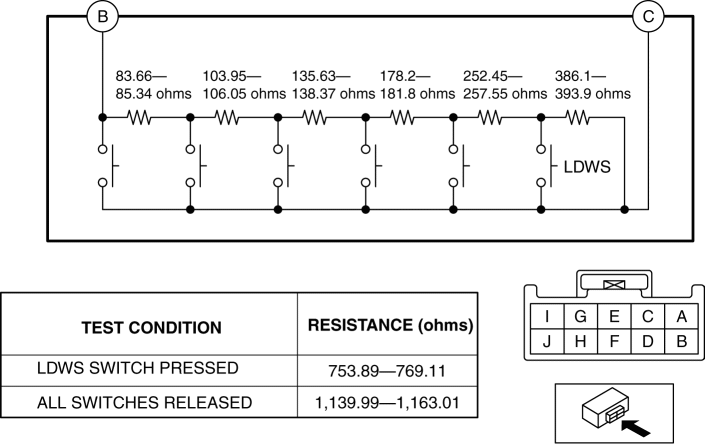 B C
83.66— 103.95— 135.63— 178.2— 252.45— 386.1—
85.34 ohms 106.05 ohms 138.37 ohms 181.8 ohms 257.55 ohms 393.9 ohms
LDWS
TEST CONDITION RESISTANCE (ohms)
LDWS SWITCH PRESSED 753.89—769.11
ALL SWITCHES RELEASED 1,139.99—1,163.01
I G E C A
J H F D B